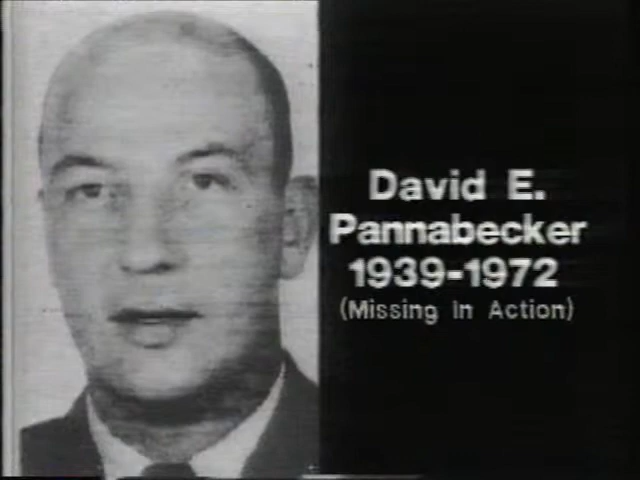 David E.
Pannabecker
1939-1972
(Missing In Action)